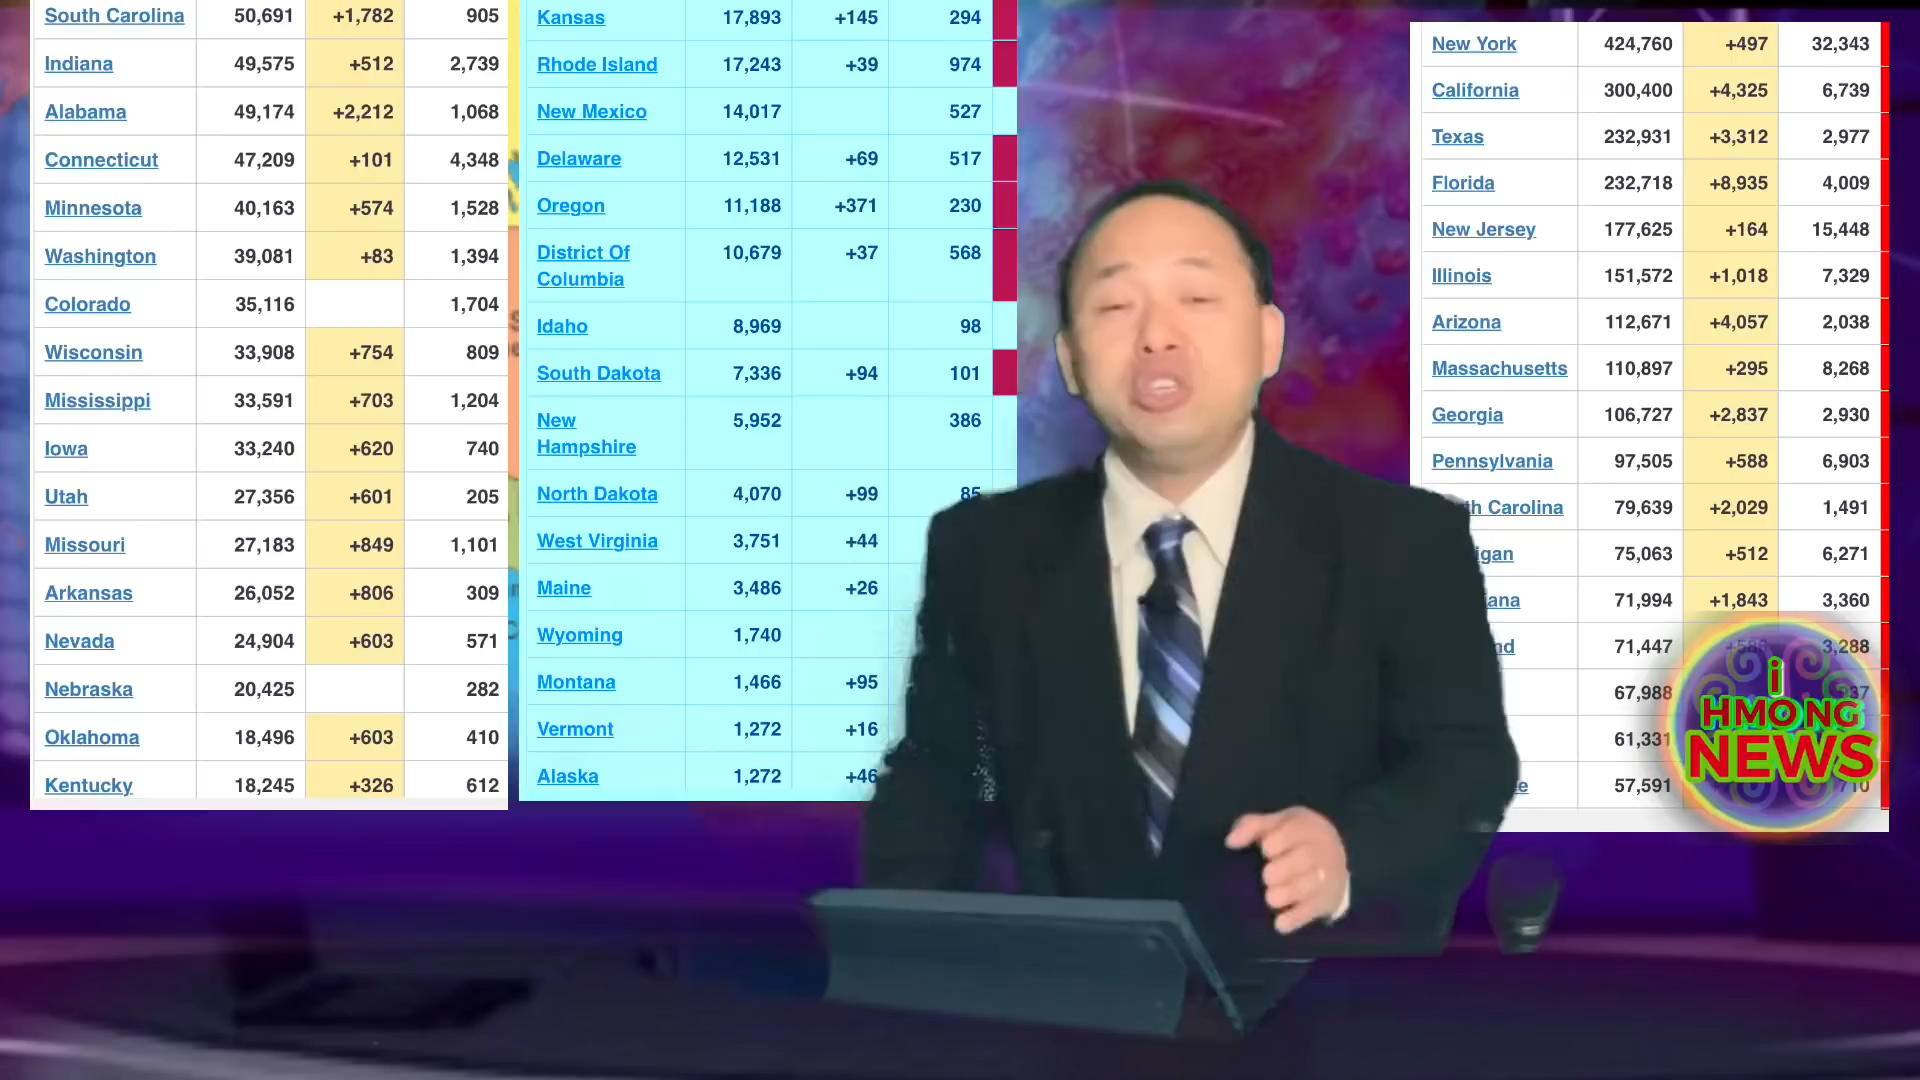 South Carolina 50,691 +1,782 905
Indiana 49,575 +512 2,739
Alabama 49,174 +2,212 1,068
Connecticut 47,209 +101 4,348
Minnesota 40,163 +574 1,528
Washington 39,081 +83 1,394
Colorado 35,116 1,704
Wisconsin 33,908 +754 809
Mississippi 33,591 +703 1,204
Iowa 33,240 +620 740
Utah 27,356 +601 205
Missouri 27,183 +849 1,101
Arkansas 26,052 +806 309
Nevada 24,904 +603 571
Nebraska 20,425 282
Oklahoma 18,496 +603 410
Kentucky 18,245 +326 612
Kansas 17,893 +145 294
Rhode Island 17,243 +39 974
New Mexico 14,017 527
Delaware 12,531 +69 517
Oregon 11,188 +371 230
District Of 10,679 +37 568
Columbia
Idaho 8,969 98
South Dakota 7,336 +94 101
New 5,952 386
Hampshire
North Dakota 4,070 +99 85
West Virginia 3,751 +44
Maine 3,486 +26
Wyoming 1,740
Montana 1,466 +95
Vermont 1,272 +16
Alaska 1,272 +46
New York 424,760 +497 32,343
California 300,400 +4,325 6,739
Texas 232,931 +3,312 2,977
Florida 232,718 +8,935 4,009
New Jersey 177,625 +164 15,448
Illinois 151,572 +1,018 7,329
Arizona 112,671 +4,057 2,038
Massachusetts 110,897 +295 8,268
Georgia 106,727 +2,837 2,930
Pennsylvania 97,505 +588 6,903
th Carolina 79,639 +2,029 1,491
igan 75,063 +512 6,271
ana 71,994 +1,843 3,360
nd 71,447 3,288
67,988
61,331
e 57,591
i
HMONG
NEWS